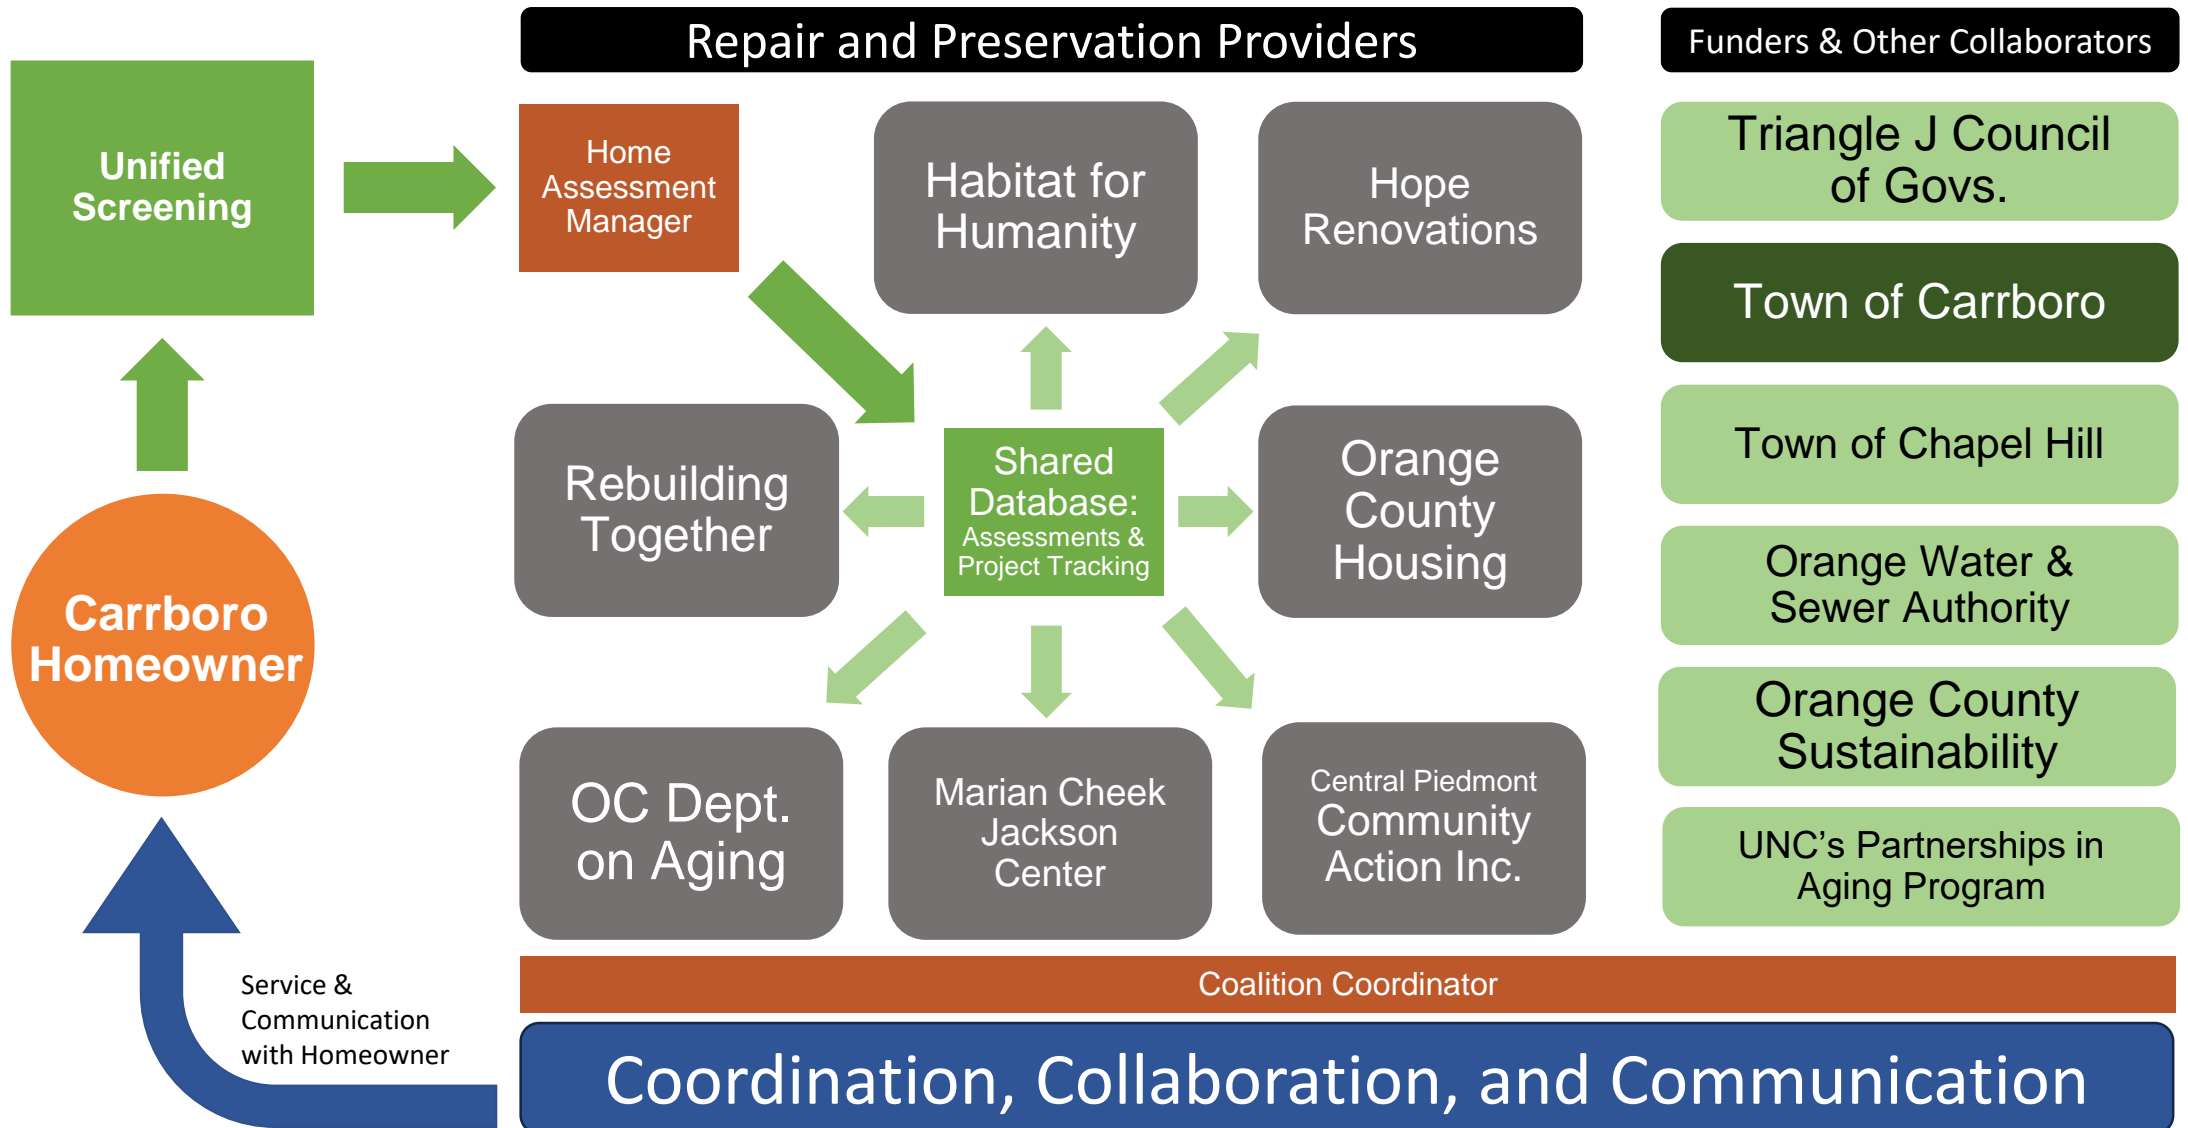 Repair and Preservation Providers
Funders & Other Collaborators
Unified
Screening
Home
Assessment
Manager
Habitat for
Humanity
Hope
Renovations
Triangle J Council
of Govs.
Town of Carrboro
Town of Chapel Hill
Rebuilding
Together
Shared
Database:
Assessments &
Project Tracking
Orange
County
Housing
Orange Water &
Sewer Authority
Carrboro
Homeowner
Orange County
Sustainability
OC Dept.
on Aging
Marian Cheek
Jackson
Center
Central Piedmont
Community
Action Inc.
UNC’s Partnerships in
Aging Program
Service &
Communication
with Homeowner
Coalition Coordinator
Coordination, Collaboration, and Communication